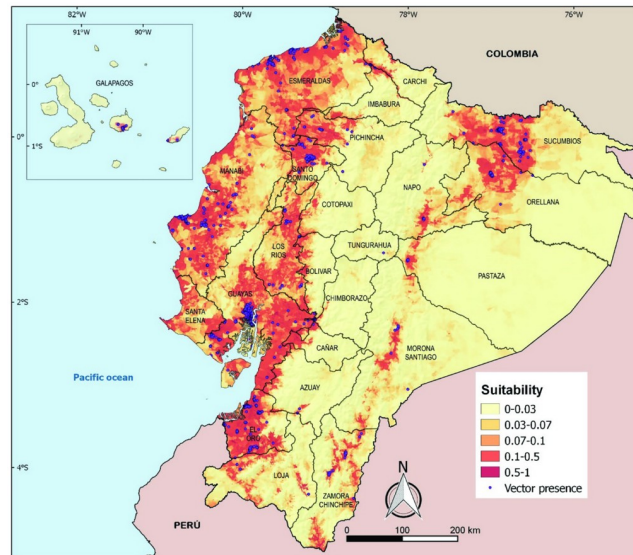 80°W
78°W
76°W
91°W
90°W
0°
1°S
GALAPAGOS
0°
2°S
4°S
COLOMBIA
ESMERALDAS
CARCHI
IMBABURA
PICHINCHA
SUCUMBIOS
MANABI
SANTO
DOMINGO
NAPO
ORELLANA
COTOPAXI
LOS
RIOS
TUNGURAHUA
BOLIVAR
PASTAZA
GUAYAS
CHIMBORAZO
SANTA
ELENA
CAÑAR
MORONA
SANTIAGO
Pacific ocean
AZUAY
EL
ORO
LOJA
ZAMORA
CHINCHIPE
PERÚ
Suitability
0-0.03
0.03-0.07
0.07-0.1
0.1-0.5
0.5-1
Vector presence
N
0
100
200 km